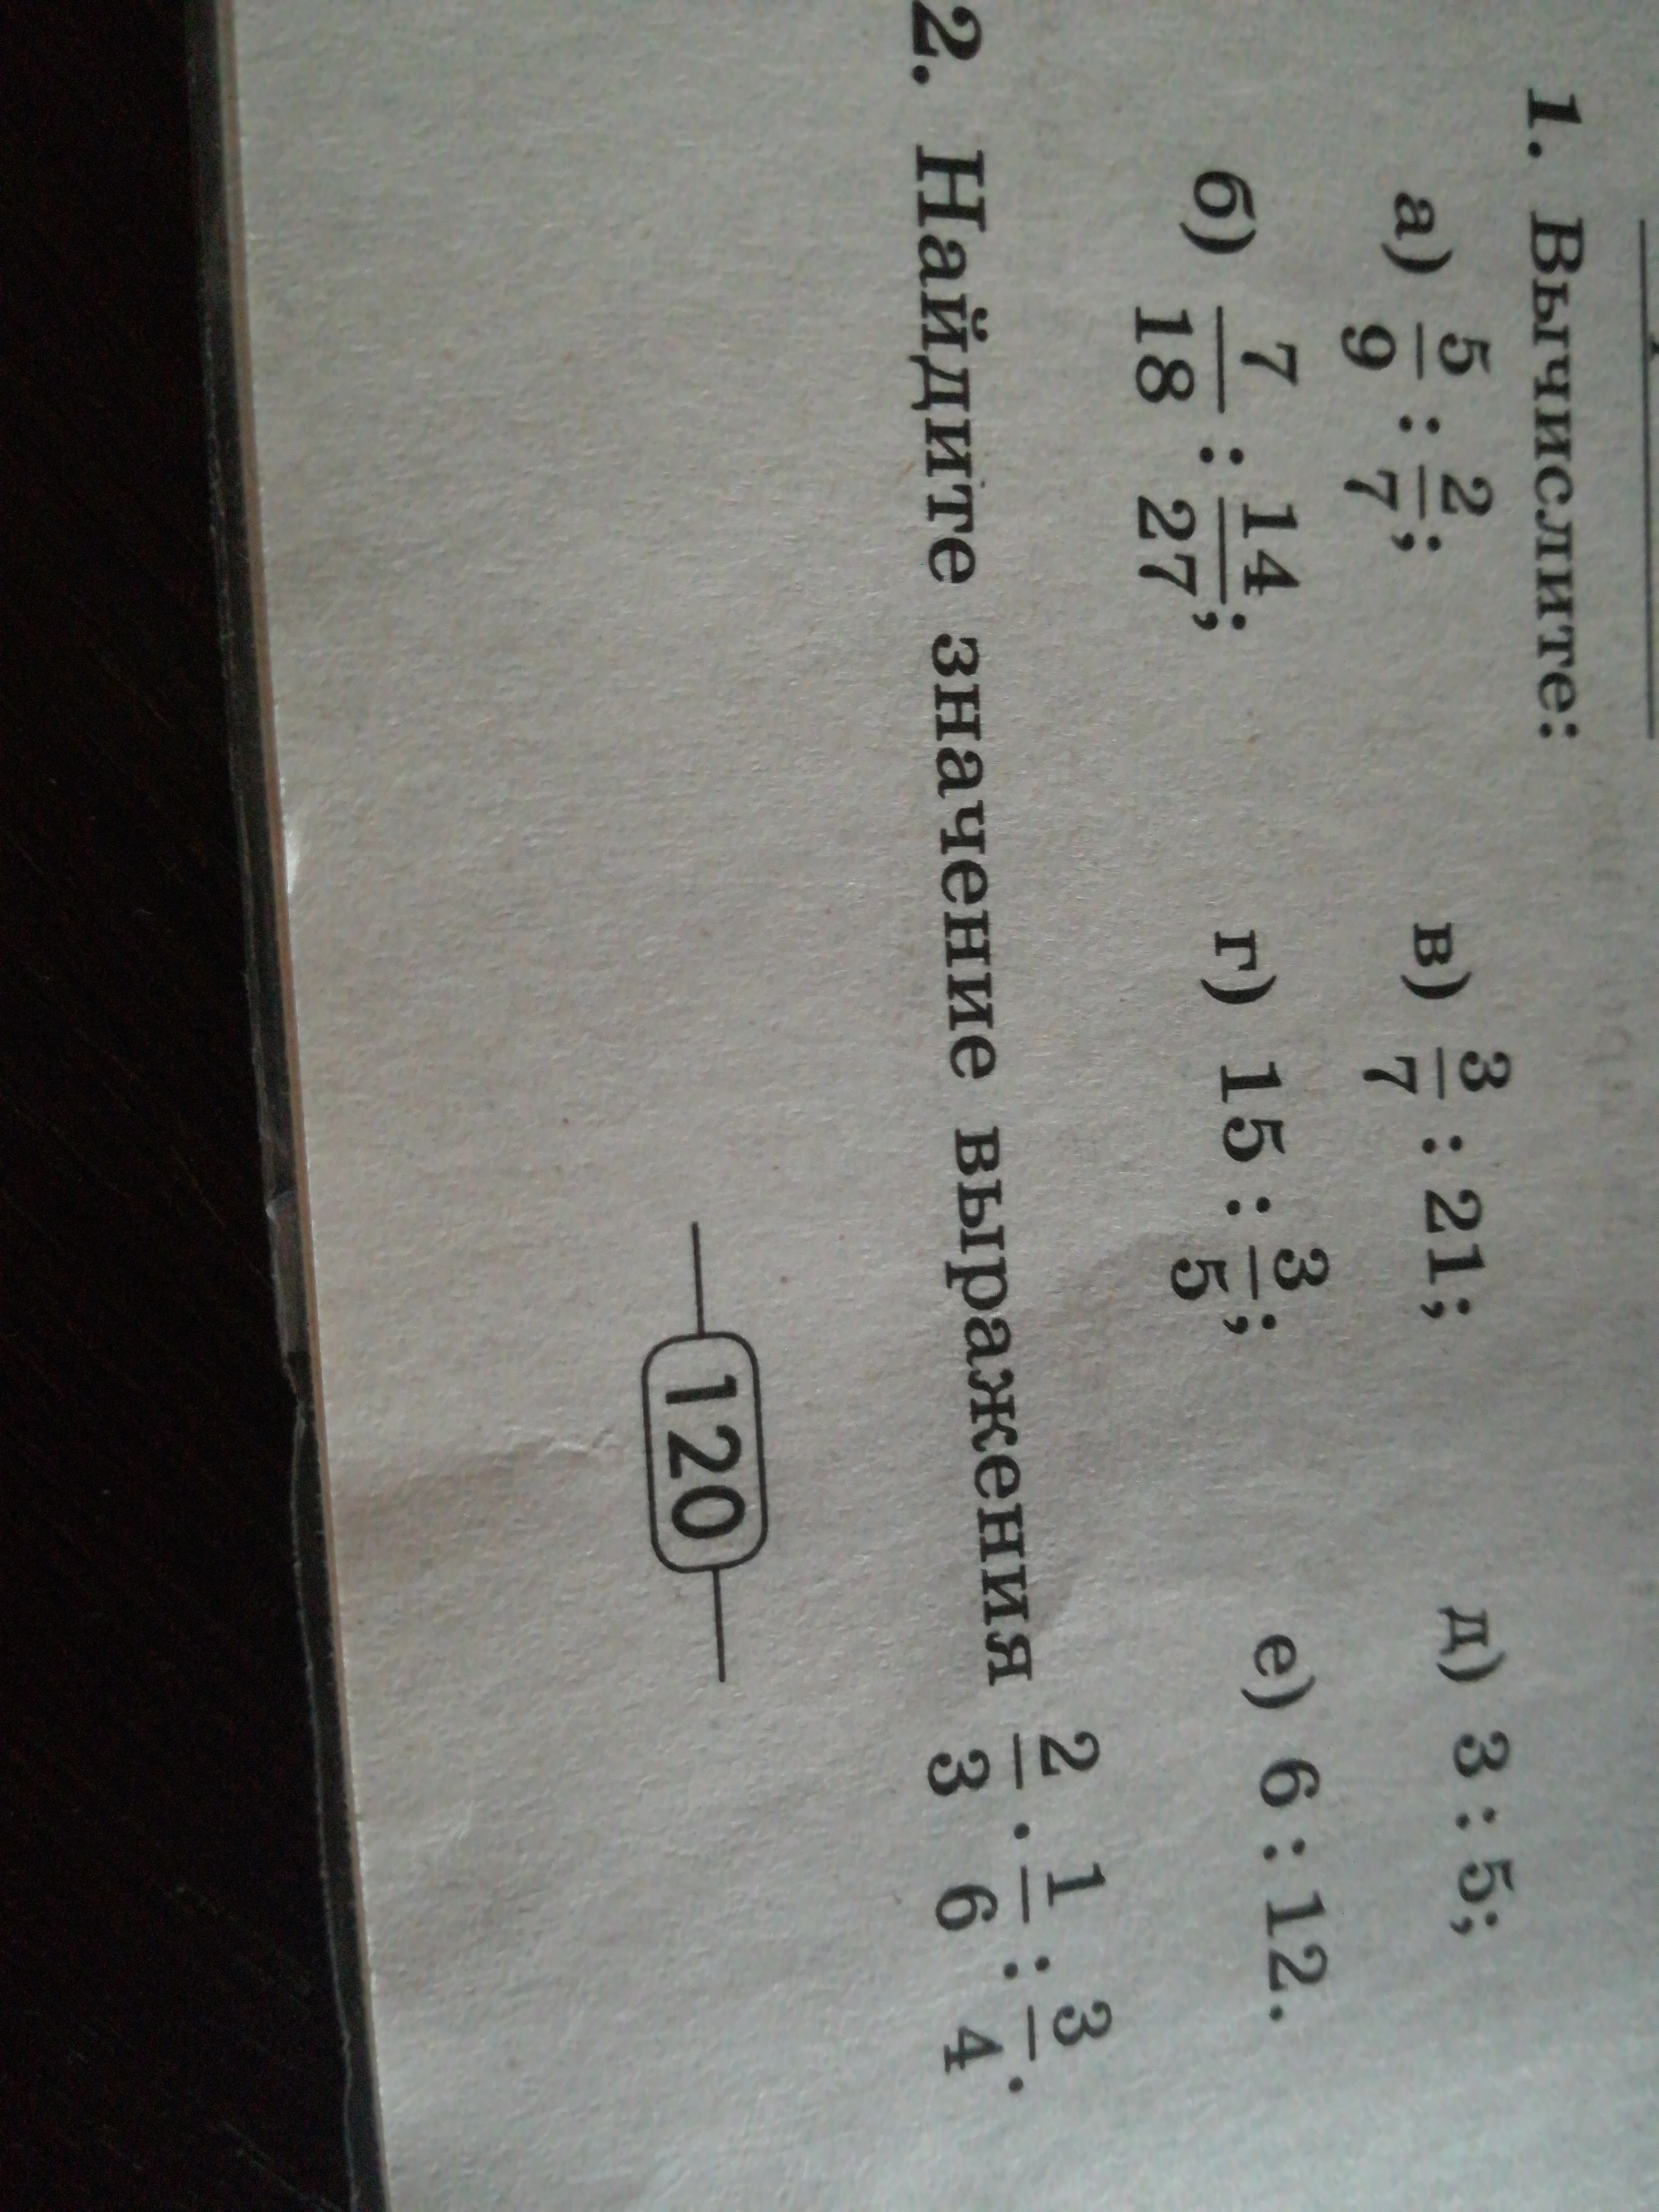 1. Вычислите:
а) 5/9 : 2/7; в) 3/7 : 21; д) 3 : 5;
б) 7/18 : 14/27; г) 15 : 3/5; е) 6 : 12.
2. Найдите значение выражения 2/3 · 1/6 : 3/4.
120